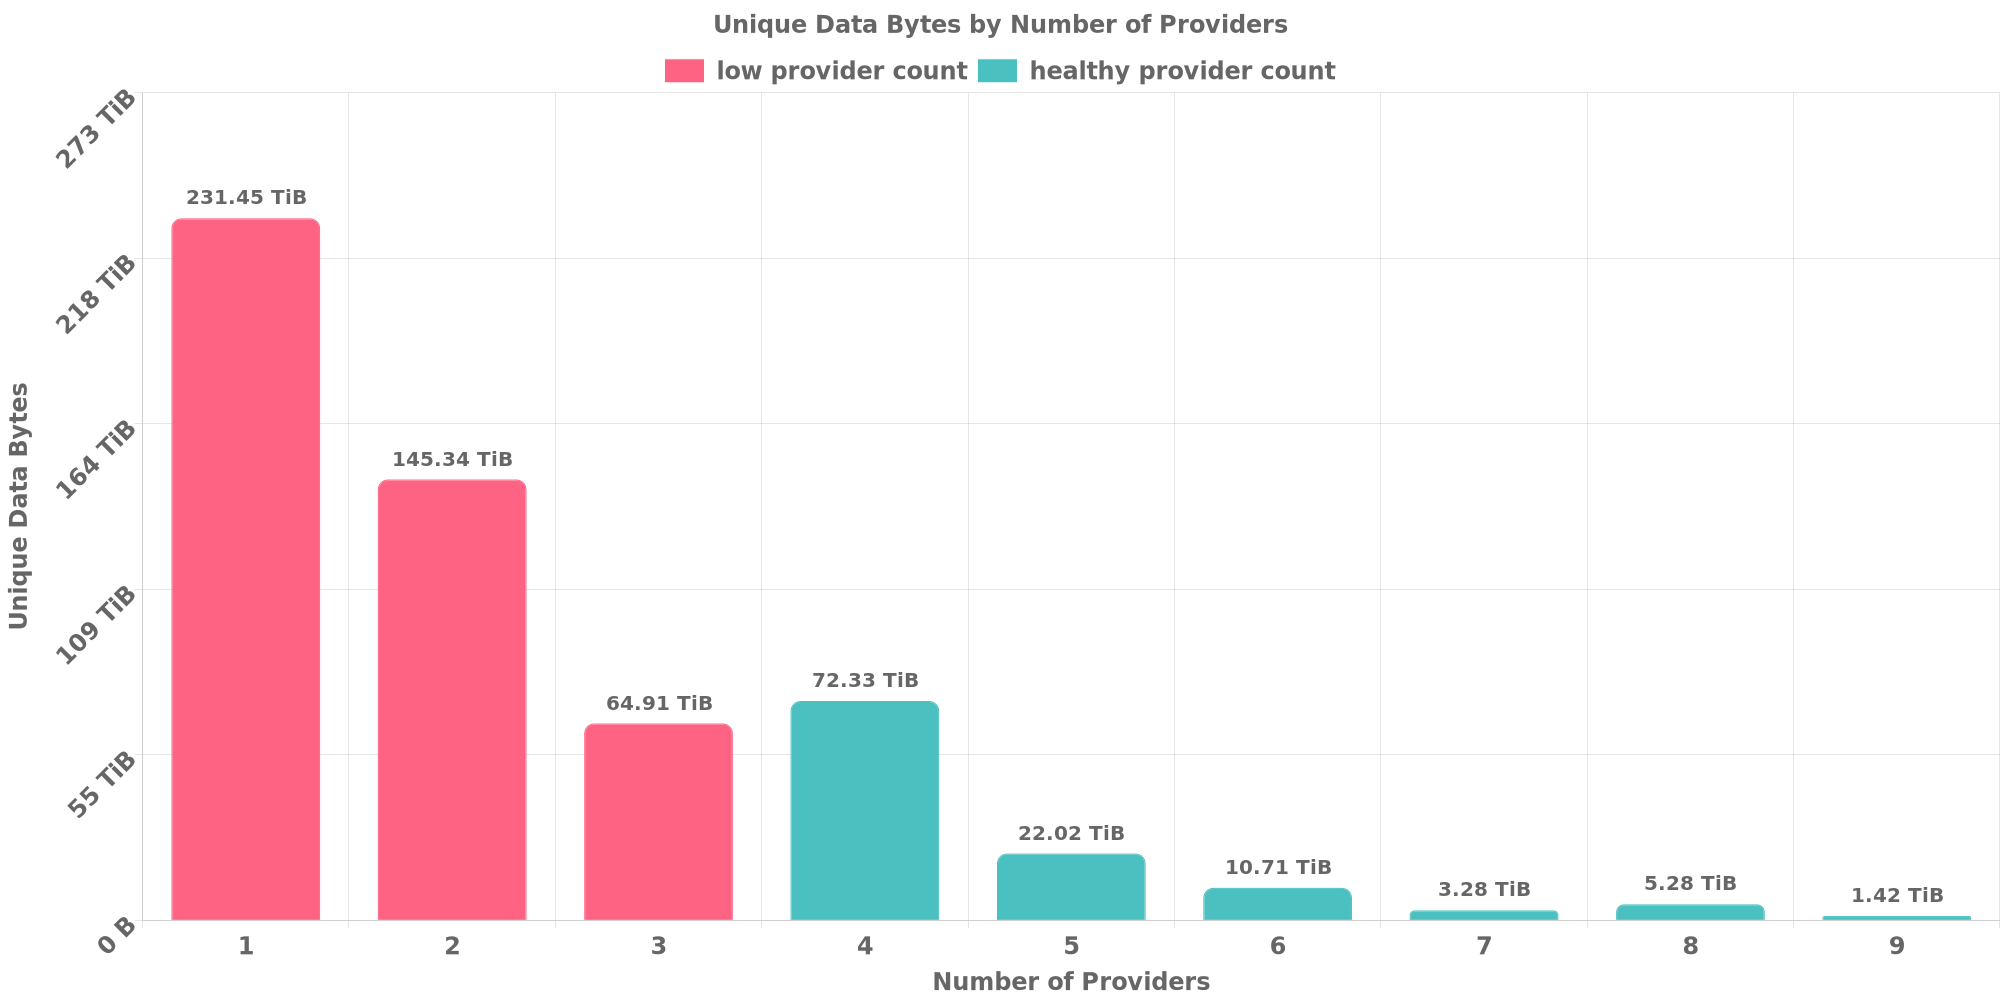 Unique Data Bytes by Number of Providers
low provider count healthy provider count
273 TiB
218 TiB
164 TiB
109 TiB
55 TiB
0 B
Unique Data Bytes
231.45 TiB
145.34 TiB
64.91 TiB
72.33 TiB
22.02 TiB
10.71 TiB
3.28 TiB
5.28 TiB
1.42 TiB
1 2 3 4 5 6 7 8 9
Number of Providers